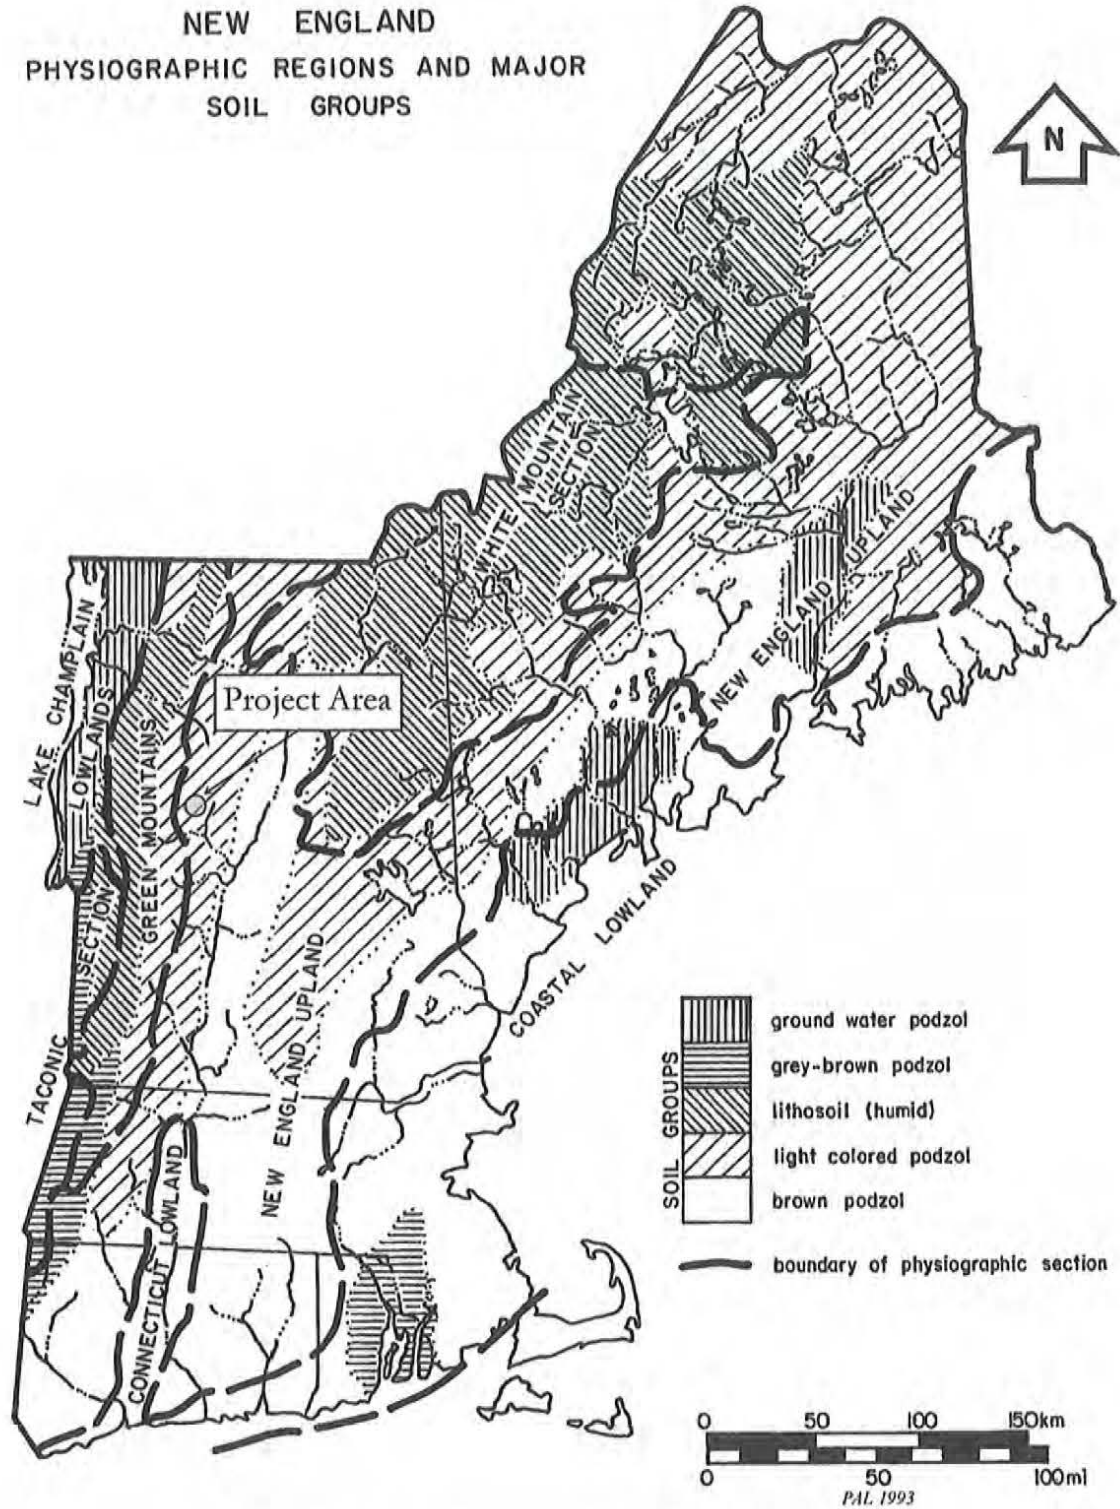 NEW ENGLAND
PHYSIOGRAPHIC REGIONS AND MAJOR
SOIL GROUPS
N
WHITE MOUNTAIN
SECTION
NEW ENGLAND UPLAND
LAKE CHAMPLAIN
LOWLANDS
Project Area
GREEN MOUNTAINS
TACONIC
SECTION
NEW ENGLAND UPLAND
COASTAL LOWLAND
CONNECTICUT LOWLAND
SOIL GROUPS
ground water podzol
grey-brown podzol
lithosoil (humid)
light colored podzol
brown podzol
boundary of physiographic section
0 50 100 150km
0 50 100mi
PAL 1993